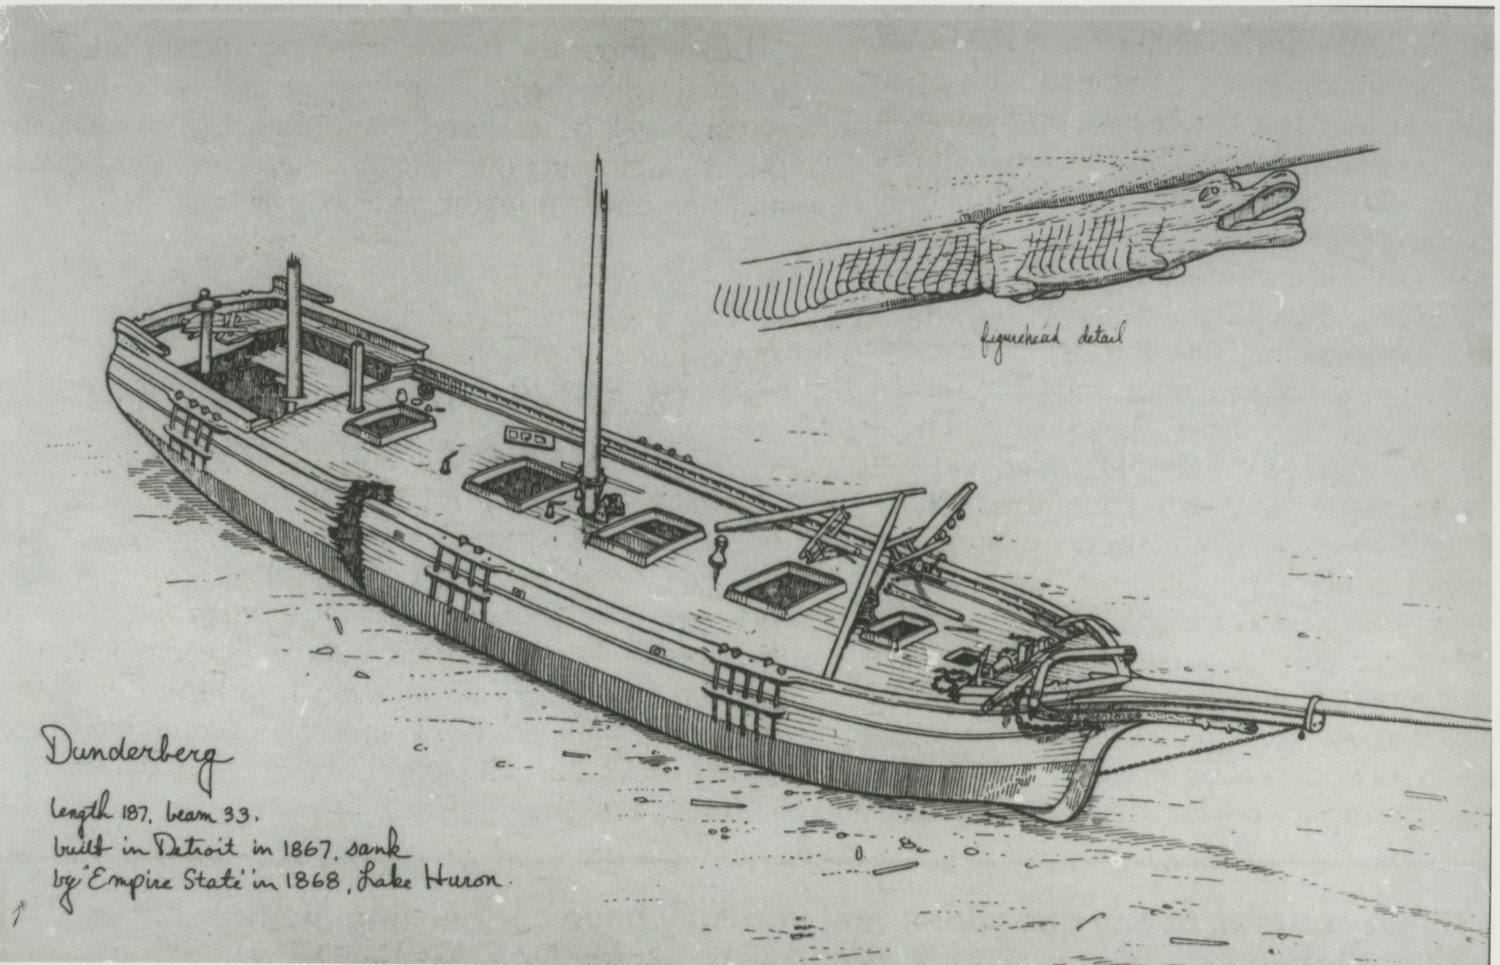 figurehead detail
Dunderberg
length 187, beam 33.
built in Detroit in 1867, sank
by "Empire State" in 1868, Lake Huron.